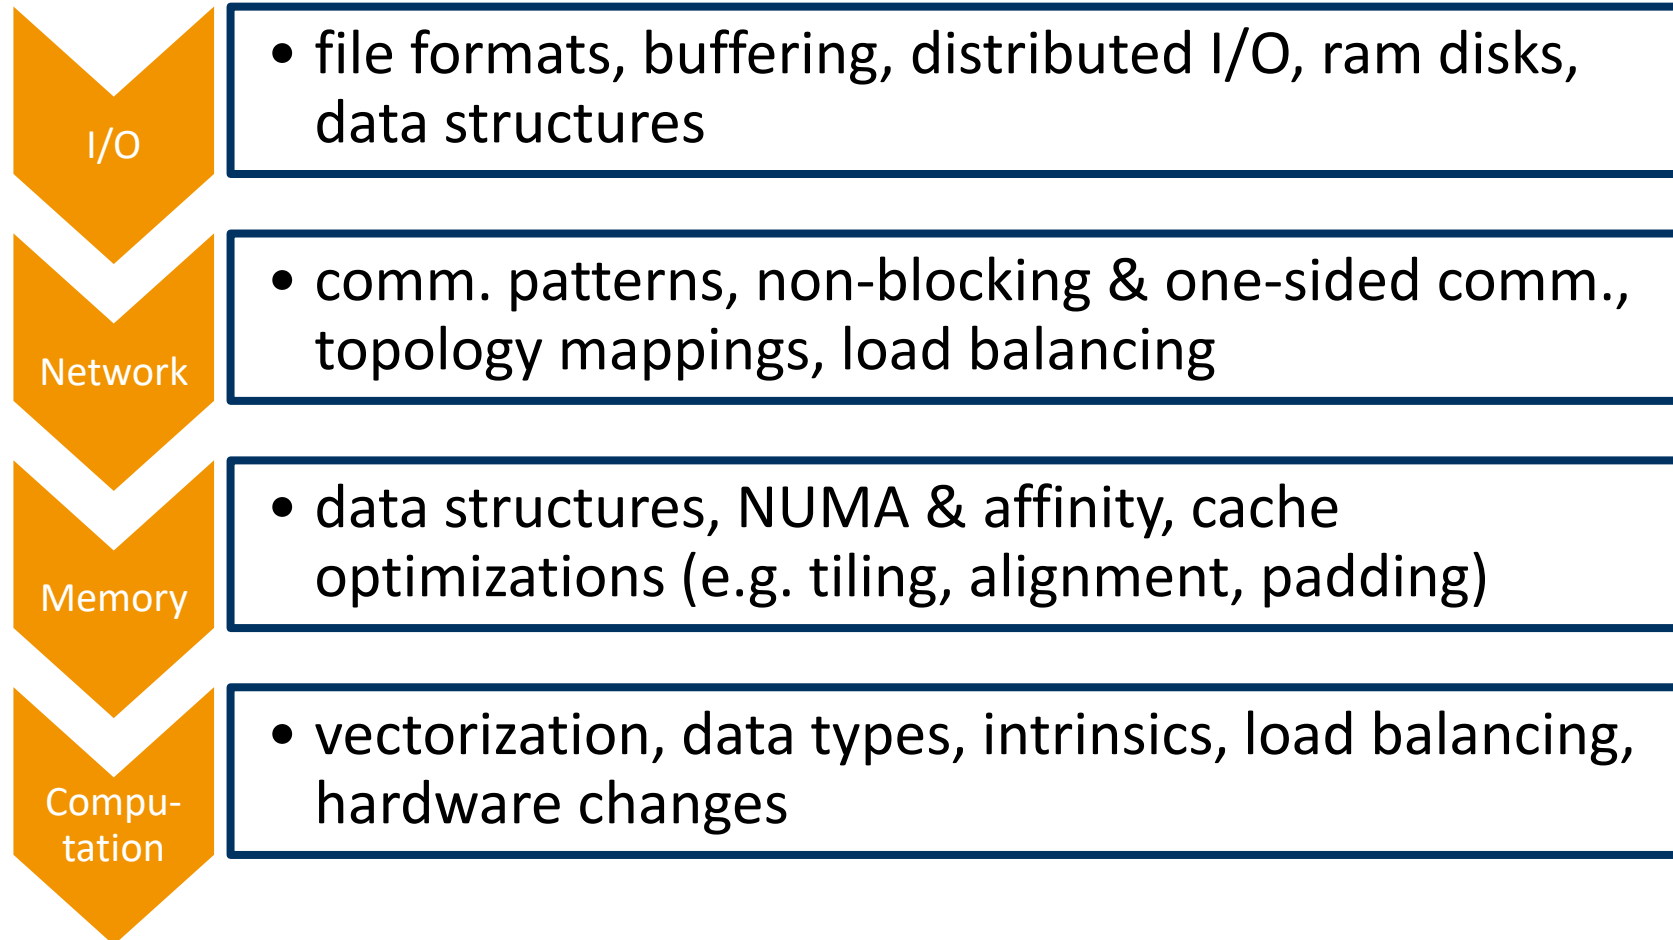 I/O
• file formats, buffering, distributed I/O, ram disks,
data structures
Network
• comm. patterns, non-blocking & one-sided comm.,
topology mappings, load balancing
Memory
• data structures, NUMA & affinity, cache
optimizations (e.g. tiling, alignment, padding)
Compu-
tation
• vectorization, data types, intrinsics, load balancing,
hardware changes